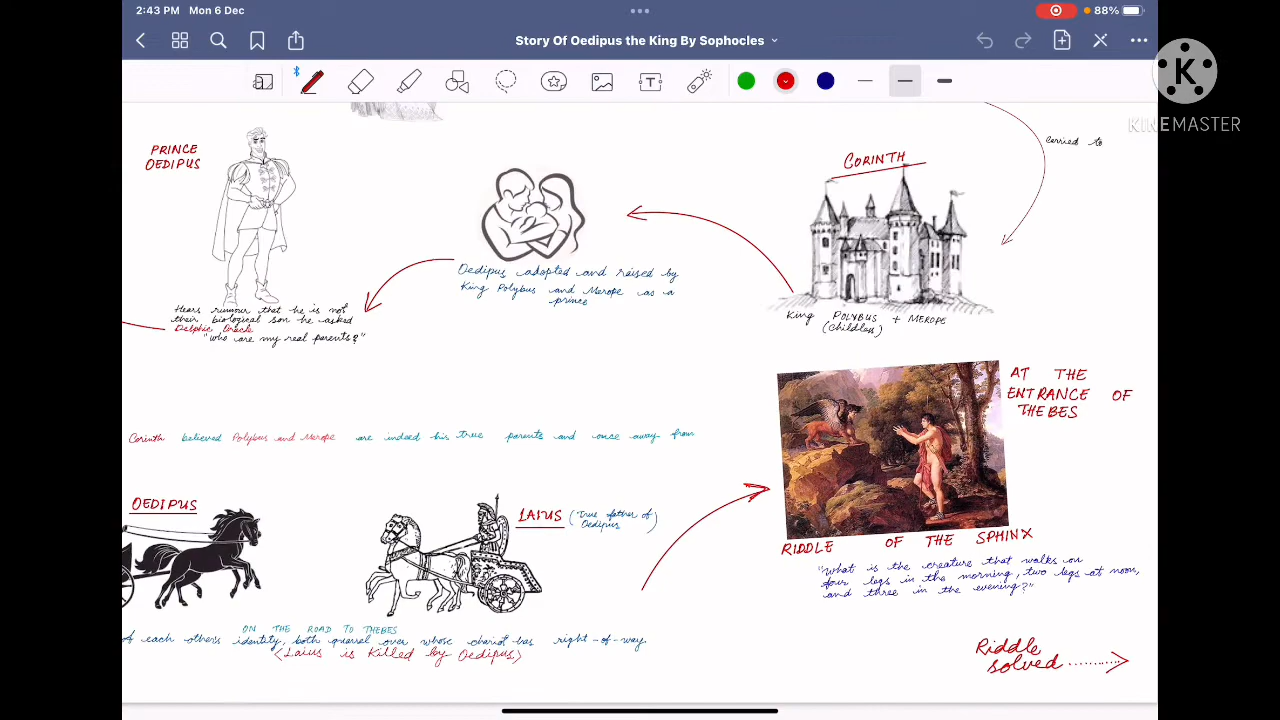 2:43 PM Mon 6 Dec
88%
Story Of Oedipus the King By Sophocles
K
KINEMASTER
carried to
PRINCE
OEDIPUS
CORINTH
Oedipus adopted and raised by
King Polybus and Merope as a
prince
King POLYBUS + MEROPE
(childless)
Hears rumour that he is not
their biological son he asked
Delphic Oracle
"who are my real parents?"
AT THE
ENTRANCE OF
THEBES
Corinth believed Polybus and Merope are indeed his true parents and once away from
OEDIPUS
LAIUS (True father of
Oedipus)
RIDDLE OF THE SPHINX
"What is the creature that walks on
four legs in the morning, two legs at noon,
and three in the evening?"
ON THE ROAD TO THEBES
of each others identity, both quarrel over whose chariot has right-of-way
(Laius is Killed by Oedipus)
Riddle
solved